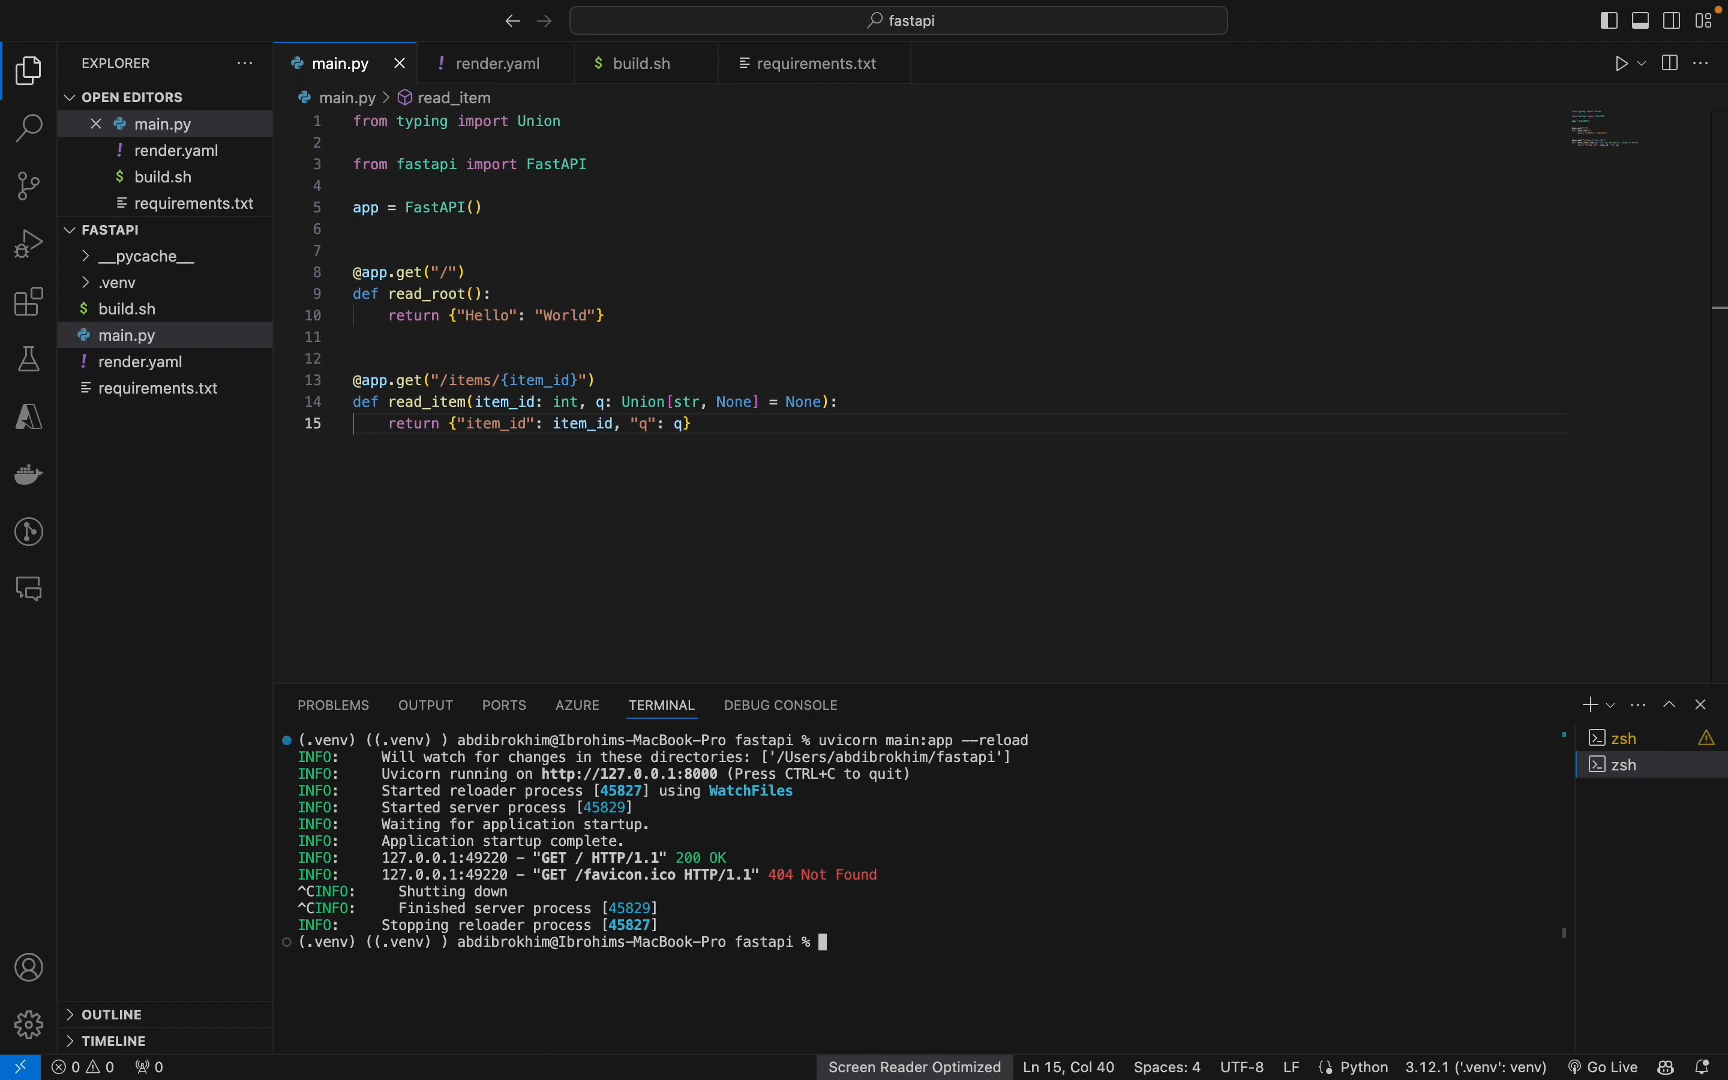 fastapi
EXPLORER
OPEN EDITORS
main.py
render.yaml
build.sh
requirements.txt
FASTAPI
__pycache__
.venv
build.sh
main.py
render.yaml
requirements.txt
OUTLINE
TIMELINE
main.py
render.yaml
build.sh
requirements.txt
main.py > read_item
1 from typing import Union
2
3 from fastapi import FastAPI
4
5 app = FastAPI()
6
7
8 @app.get("/")
9 def read_root():
10 return {"Hello": "World"}
11
12
13 @app.get("/items/{item_id}")
14 def read_item(item_id: int, q: Union[str, None] = None):
15 return {"item_id": item_id, "q": q}
PROBLEMS OUTPUT PORTS AZURE TERMINAL DEBUG CONSOLE
(.venv) ((.venv) ) abdibrokhim@Ibrohims-MacBook-Pro fastapi % uvicorn main:app --reload
INFO: Will watch for changes in these directories: ['/Users/abdibrokhim/fastapi']
INFO: Uvicorn running on http://127.0.0.1:8000 (Press CTRL+C to quit)
INFO: Started reloader process [45827] using WatchFiles
INFO: Started server process [45829]
INFO: Waiting for application startup.
INFO: Application startup complete.
INFO: 127.0.0.1:49220 - "GET / HTTP/1.1" 200 OK
INFO: 127.0.0.1:49220 - "GET /favicon.ico HTTP/1.1" 404 Not Found
^CINFO: Shutting down
^CINFO: Finished server process [45829]
INFO: Stopping reloader process [45827]
(.venv) ((.venv) ) abdibrokhim@Ibrohims-MacBook-Pro fastapi %
zsh
zsh
0 0 0 Screen Reader Optimized Ln 15, Col 40 Spaces: 4 UTF-8 LF Python 3.12.1 ('.venv': venv) Go Live